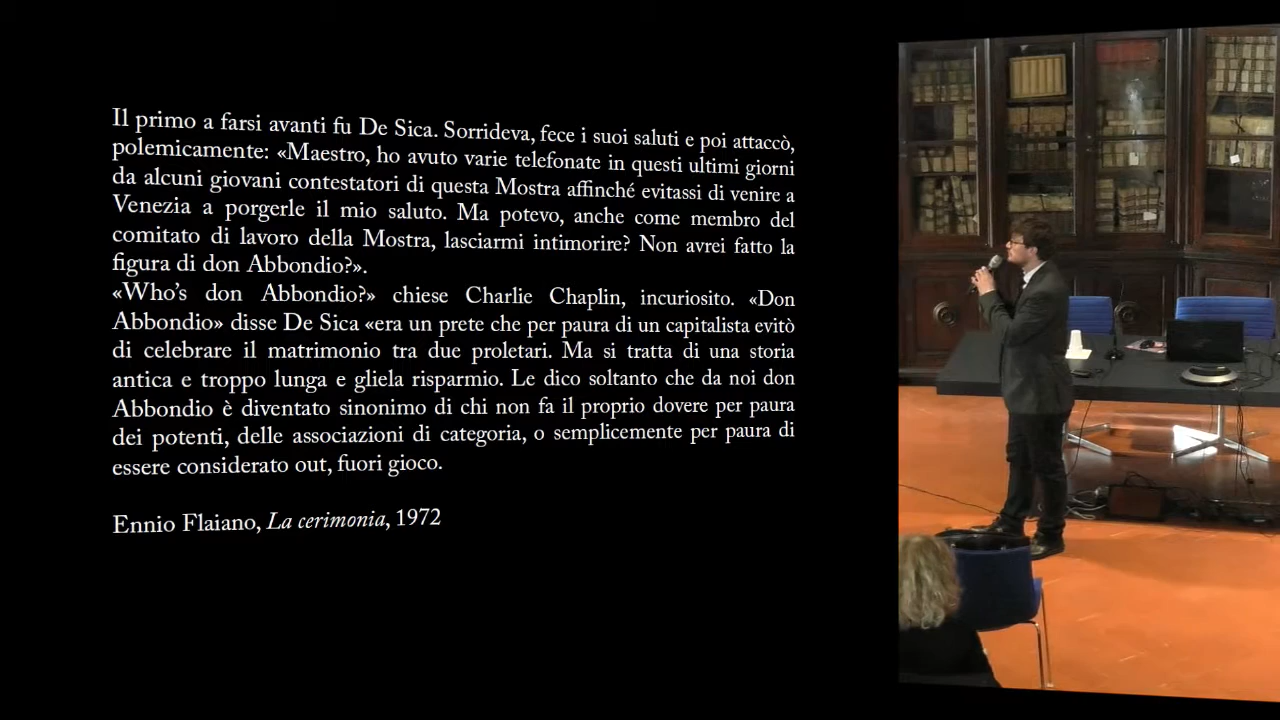 Il primo a farsi avanti fu De Sica. Sorrideva, fece i suoi saluti e poi attaccò,
polemicamente: «Maestro, ho avuto varie telefonate in questi ultimi giorni
da alcuni giovani contestatori di questa Mostra affinché evitassi di venire a
Venezia a porgerle il mio saluto. Ma potevo, anche come membro del
comitato di lavoro della Mostra, lasciarmi intimorire? Non avrei fatto la
figura di don Abbondio?».
«Who's don Abbondio?» chiese Charlie Chaplin, incuriosito. «Don
Abbondio» disse De Sica «era un prete che per paura di un capitalista evitò
di celebrare il matrimonio tra due proletari. Ma si tratta di una storia
antica e troppo lunga e gliela risparmio. Le dico soltanto che da noi don
Abbondio è diventato sinonimo di chi non fa il proprio dovere per paura
dei potenti, delle associazioni di categoria, o semplicemente per paura di
essere considerato out, fuori gioco.
Ennio Flaiano, La cerimonia, 1972